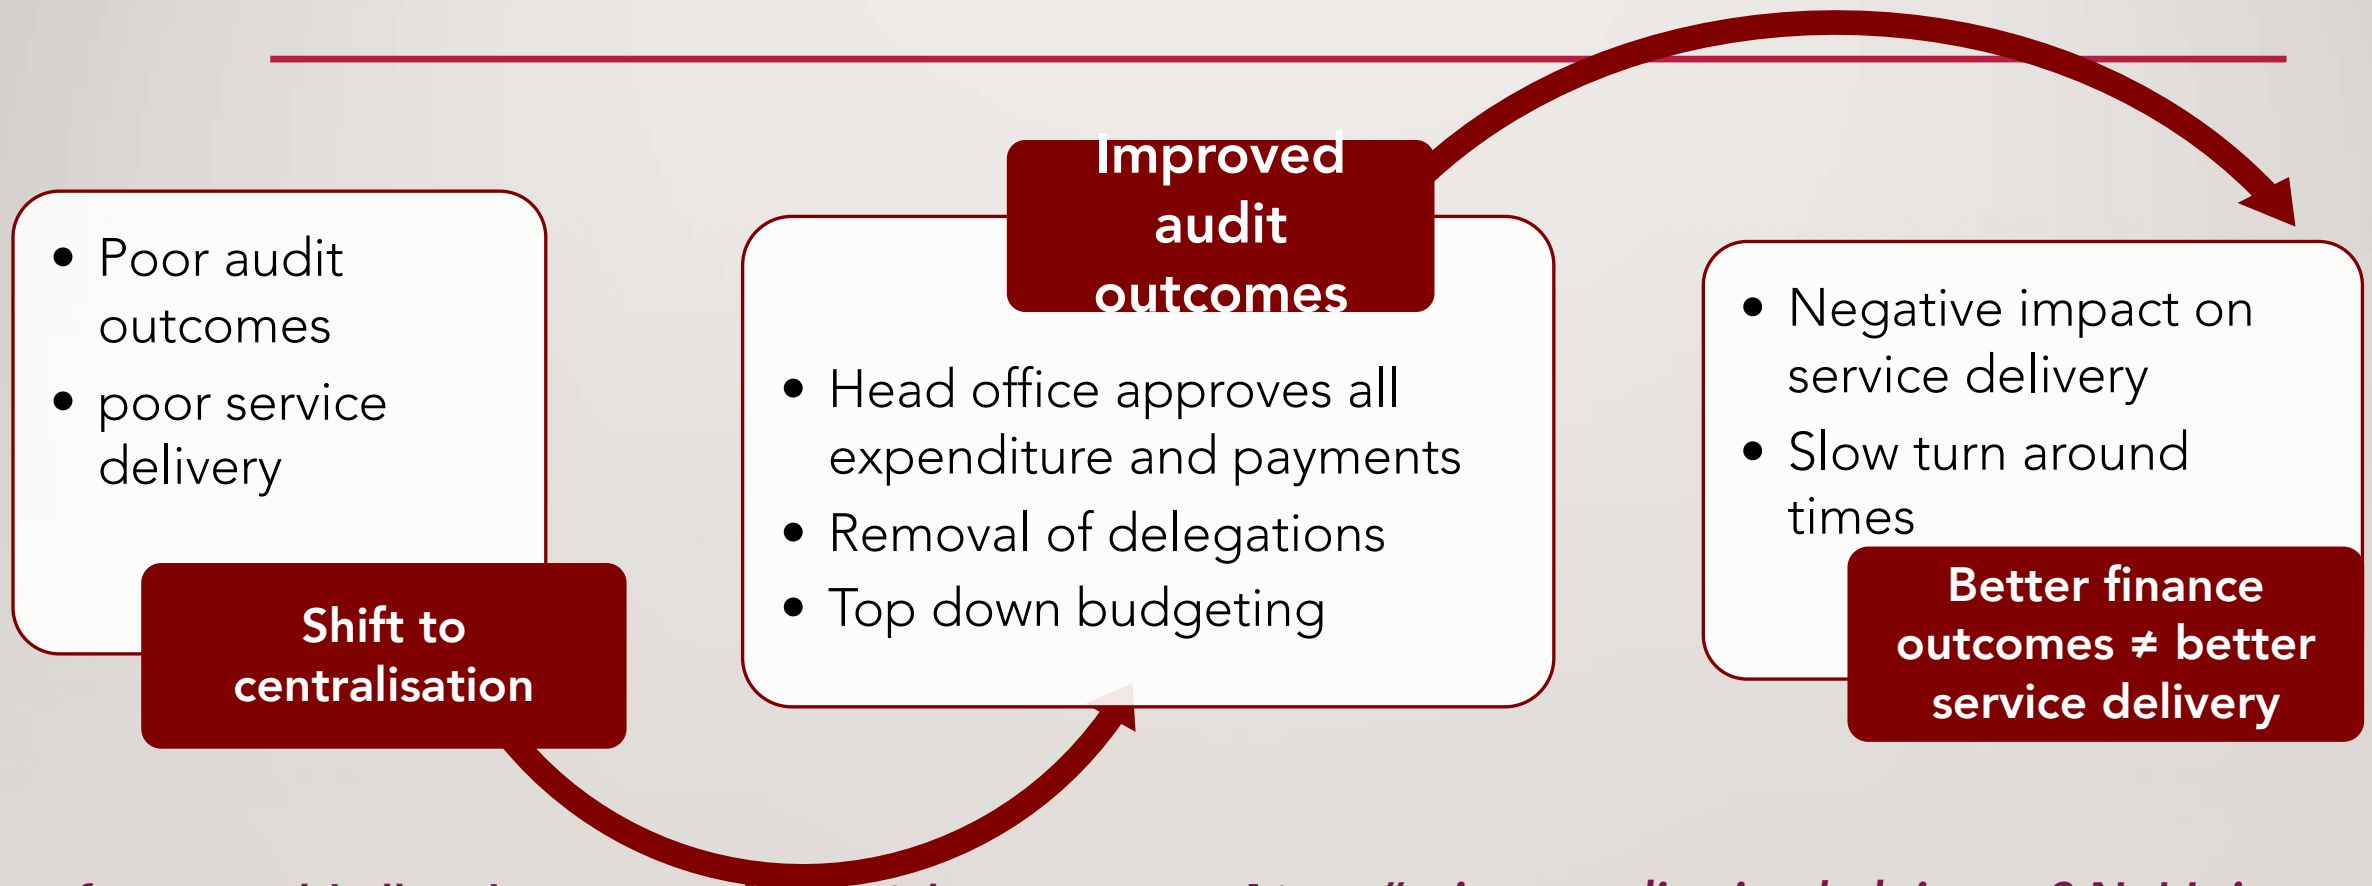 • Poor audit
outcomes
• poor service
delivery
Shift to
centralisation
Improved
audit
outcomes
• Head office approves all
expenditure and payments
• Removal of delegations
• Top down budgeting
• Negative impact on
service delivery
• Slow turn around
times
Better finance
outcomes ≠ better
service delivery